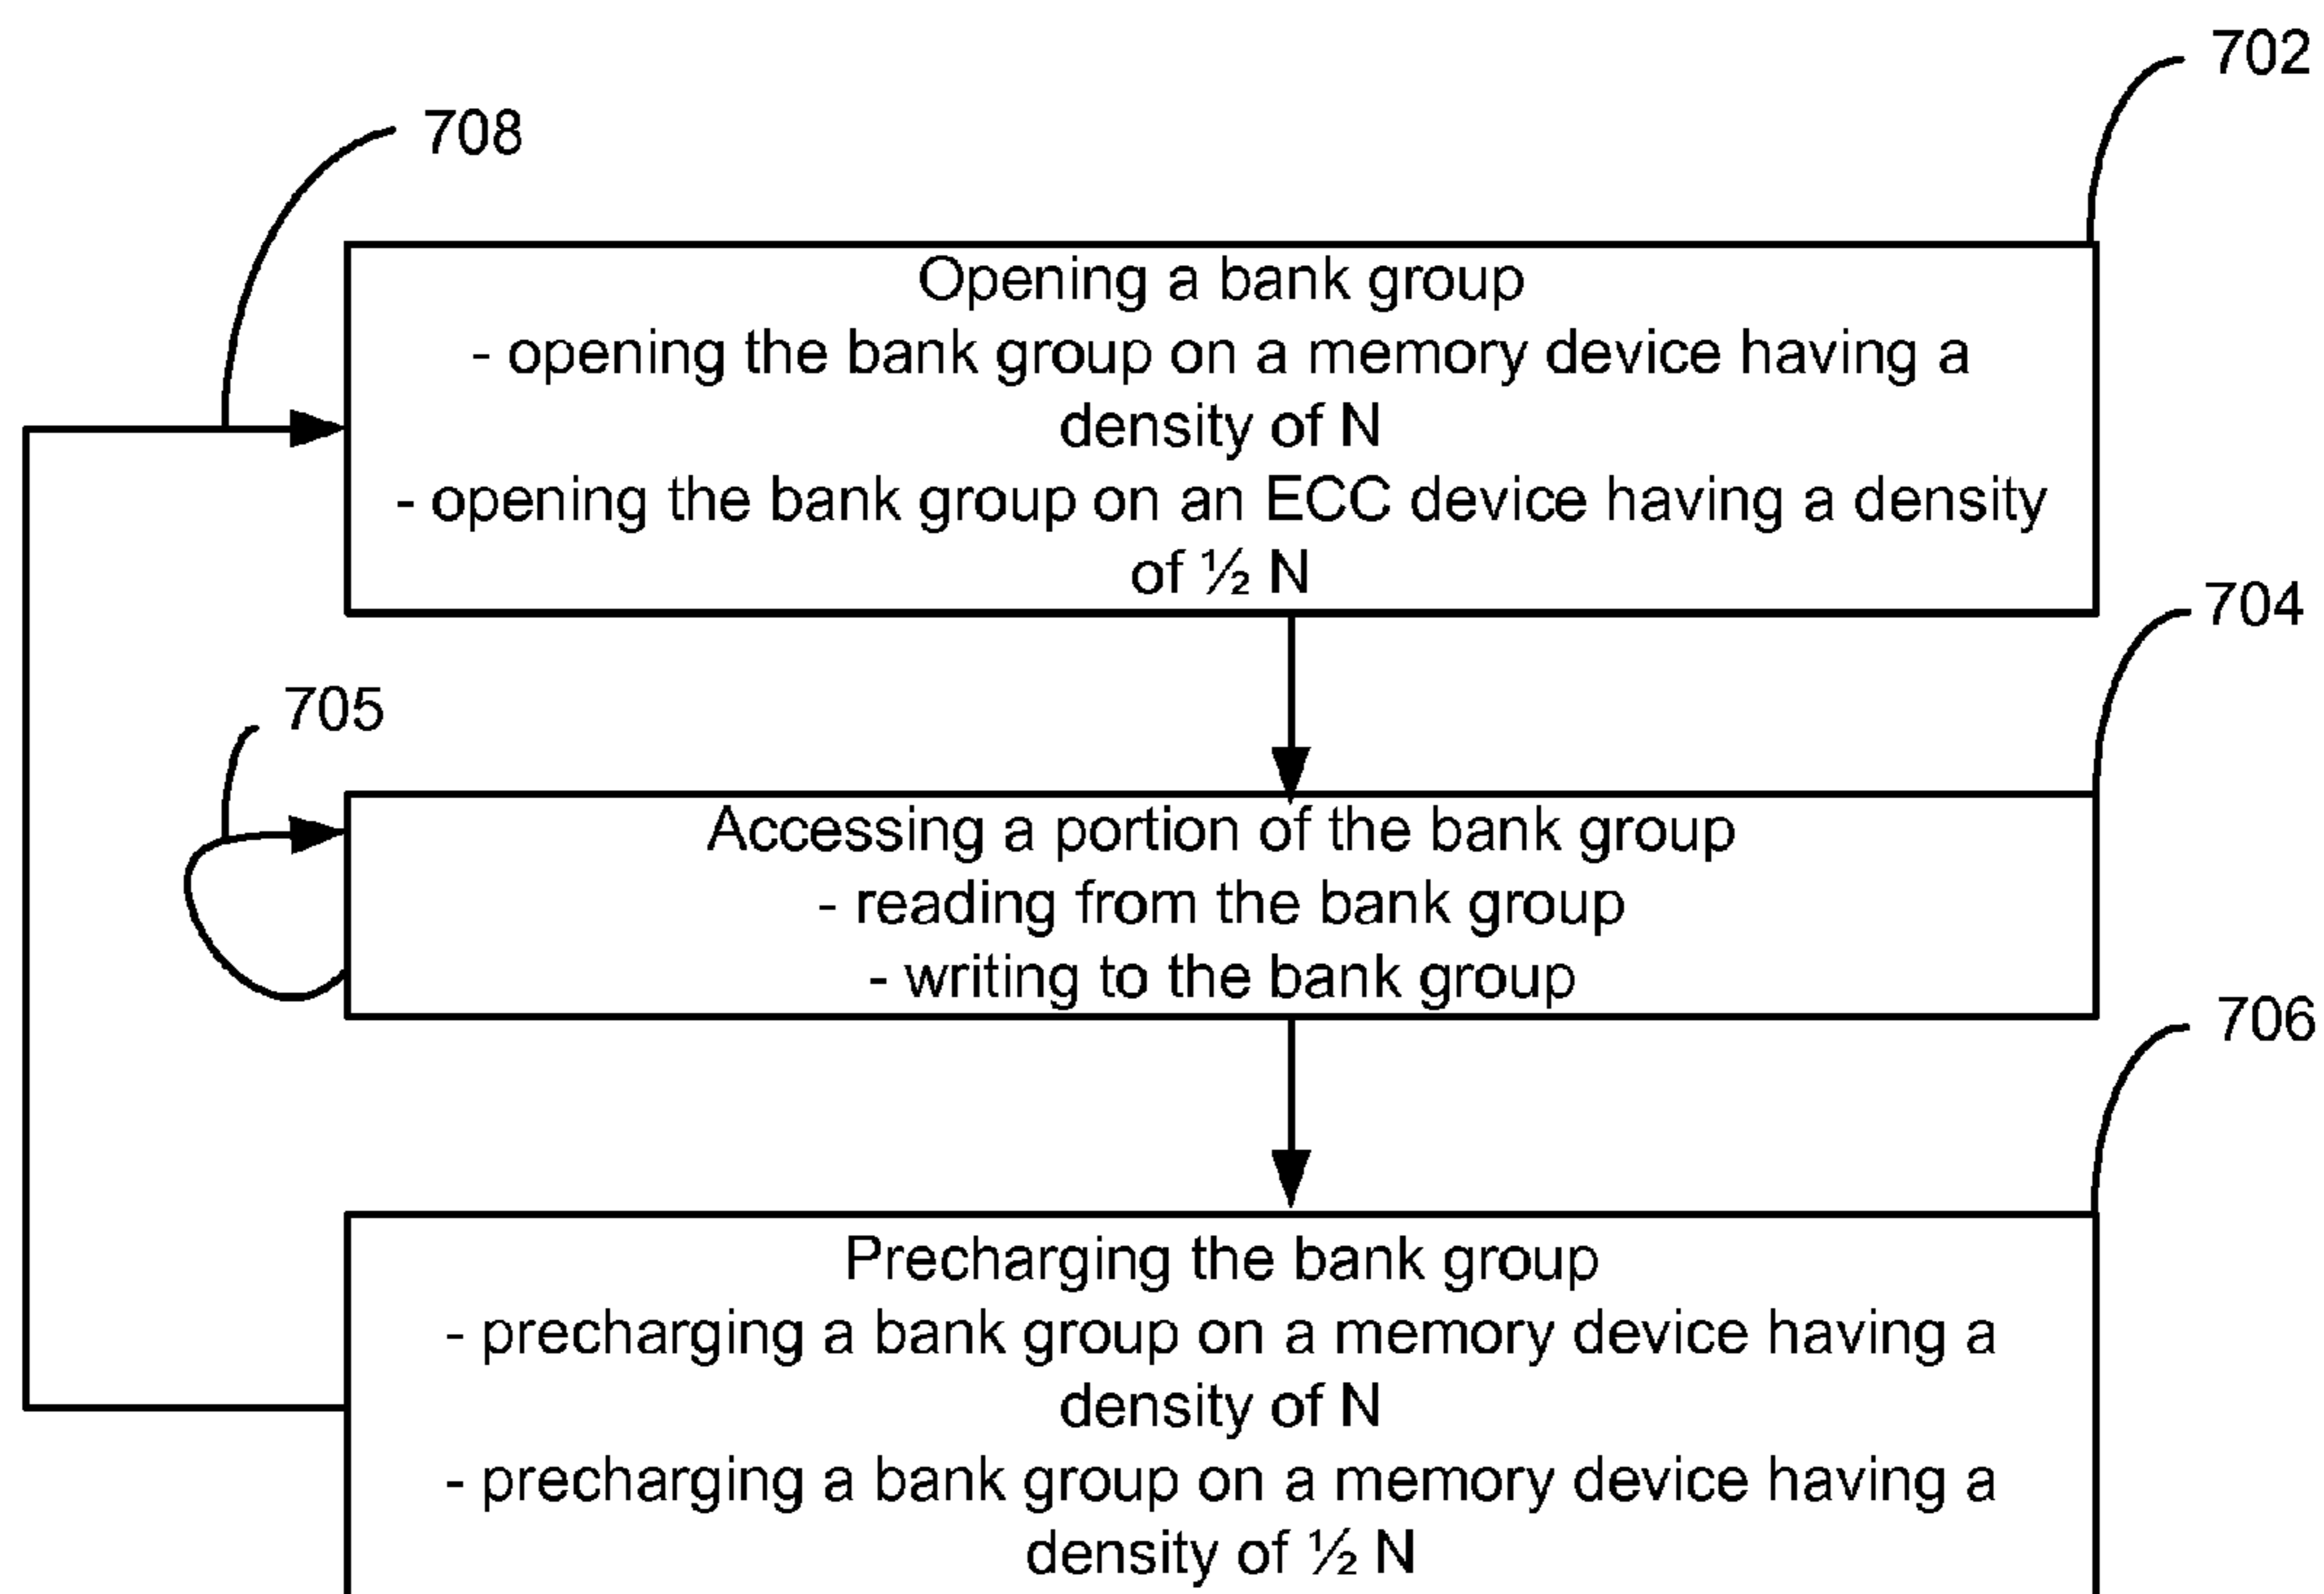 702
708
Opening a bank group
- opening the bank group on a memory device having a
density of N
- opening the bank group on an ECC device having a density
of ½ N
704
705
Accessing a portion of the bank group
- reading from the bank group
- writing to the bank group
706
Precharging the bank group
- precharging a bank group on a memory device having a
density of N
- precharging a bank group on a memory device having a
density of ½ N